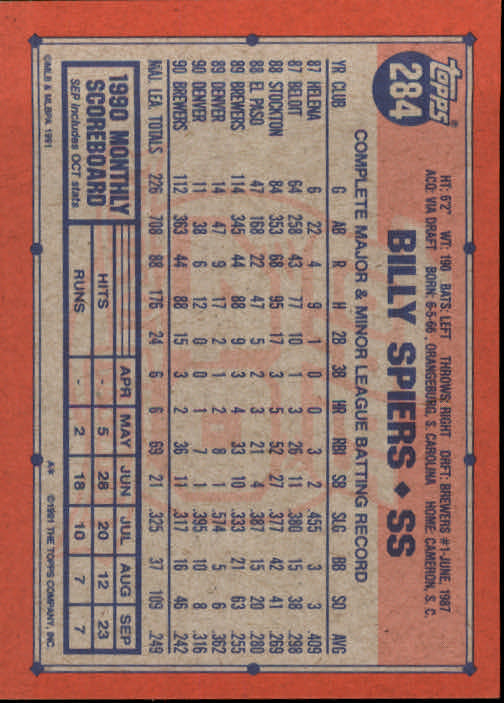 TOPPS®
284
HT: 6'2" WT: 190 BATS: LEFT THROWS: RIGHT DRFT: BREWERS #1-JUNE, 1987
ACQ: VIA DRAFT BORN: 6-5-66, ORANGEBURG, S. CAROLINA HOME: CAMERON, S. C.
BILLY SPIERS ◆ SS
COMPLETE MAJOR & MINOR LEAGUE BATTING RECORD
YR CLUB G AB R H 2B 3B HR RBI SB SLG BB SO AVG
87 HELENA 6 22 4 9 1 0 0 3 2 .455 3 3 .409
87 BELOIT 64 258 43 77 10 1 3 26 11 .380 15 38 .298
88 STOCKTON 84 353 68 95 17 3 5 52 27 .377 42 41 .269
88 EL PASO 47 168 22 47 5 2 3 21 4 .387 15 20 .280
89 BREWERS 114 345 44 88 9 3 4 33 10 .333 21 63 .255
89 DENVER 14 47 9 17 2 1 2 8 1 .574 5 6 .362
90 DENVER 11 38 6 12 0 0 1 7 1 .395 10 8 .316
90 BREWERS 112 363 44 88 15 3 2 36 11 .317 16 46 .242
MAJ. LEA. TOTALS 226 708 88 176 24 6 6 69 21 .325 37 109 .249
1990 MONTHLY
SCOREBOARD
SEP includes OCT stats
APR MAY JUN JUL AUG SEP
HITS - 5 28 20 12 23
RUNS - 2 18 10 7 7
©MLB & MLBPA 1991
A* ©1991 THE TOPPS COMPANY, INC